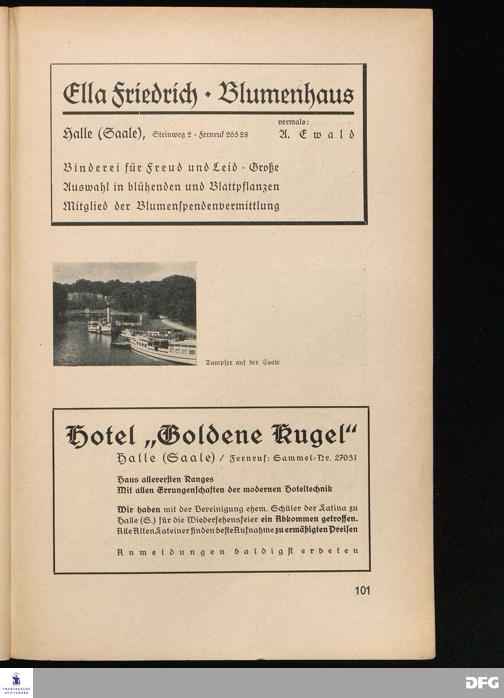 Ella Friedrich · Blumenhaus
Halle (Saale), Steinweg 2 · Fernruf 26528
vormals:
A. Ewald
Binderei für Freud und Leid · Große
Auswahl in blühenden und Blattpflanzen
Mitglied der Blumenspendenvermittlung
Dampfer auf der Saale
Hotel „Goldene Kugel“
Halle (Saale) / Fernruf: Sammel-Nr. 27031
Haus allerersten Ranges
Mit allen Errungenschaften der modernen Hoteltechnik
Wir haben mit der Vereinigung ehem. Schüler der Latina zu
Halle (S.) für die Wiedersehensfeier ein Abkommen getroffen.
Alle Alten Lateiner finden beste Aufnahme zu ermäßigten Preisen
Anmeldungen baldigst erbeten
101
FRANCKESCHE
STIFTUNGEN
DFG